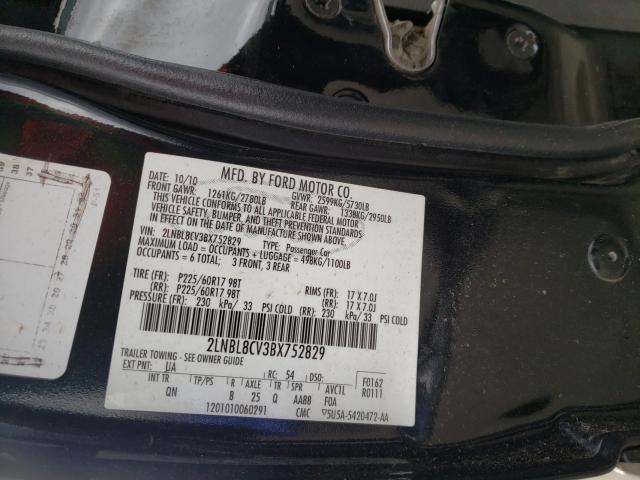 MFD. BY FORD MOTOR CO.
DATE: 10/10 GVWR: 2599KG/5730LB
FRONT GAWR: 1261KG/2780LB REAR GAWR: 1338KG/2950LB
THIS VEHICLE CONFORMS TO ALL APPLICABLE FEDERAL MOTOR
VEHICLE SAFETY, BUMPER, AND THEFT PREVENTION STANDARDS
IN EFFECT ON THE DATE OF MANUFACTURE SHOWN ABOVE.
VIN: 2LNBL8CV3BX752829 TYPE: Passenger Car
MAXIMUM LOAD = OCCUPANTS + LUGGAGE = 498KG/1100LB
OCCUPANTS = 6 TOTAL; 3 FRONT, 3 REAR
TIRE (FR): P225/60R17 98T RIMS (FR): 17 X 7.0J
(RR): P225/60R17 98T (RR): 17 X 7.0J
PRESSURE (FR): 230 kPa/ 33 PSI COLD (RR): 230 kPa/ 33 PSI COLD
2LNBL8CV3BX752829
TRAILER TOWING - SEE OWNER GUIDE
EXT PNT: UA RC: 54 DSO: F0162
R0111
INT TR TP/PS R AXLE TR SPR AVC1L
QN B 25 Q AA88 FOA
1201010060291 CMC 5U5A-5420472-AA